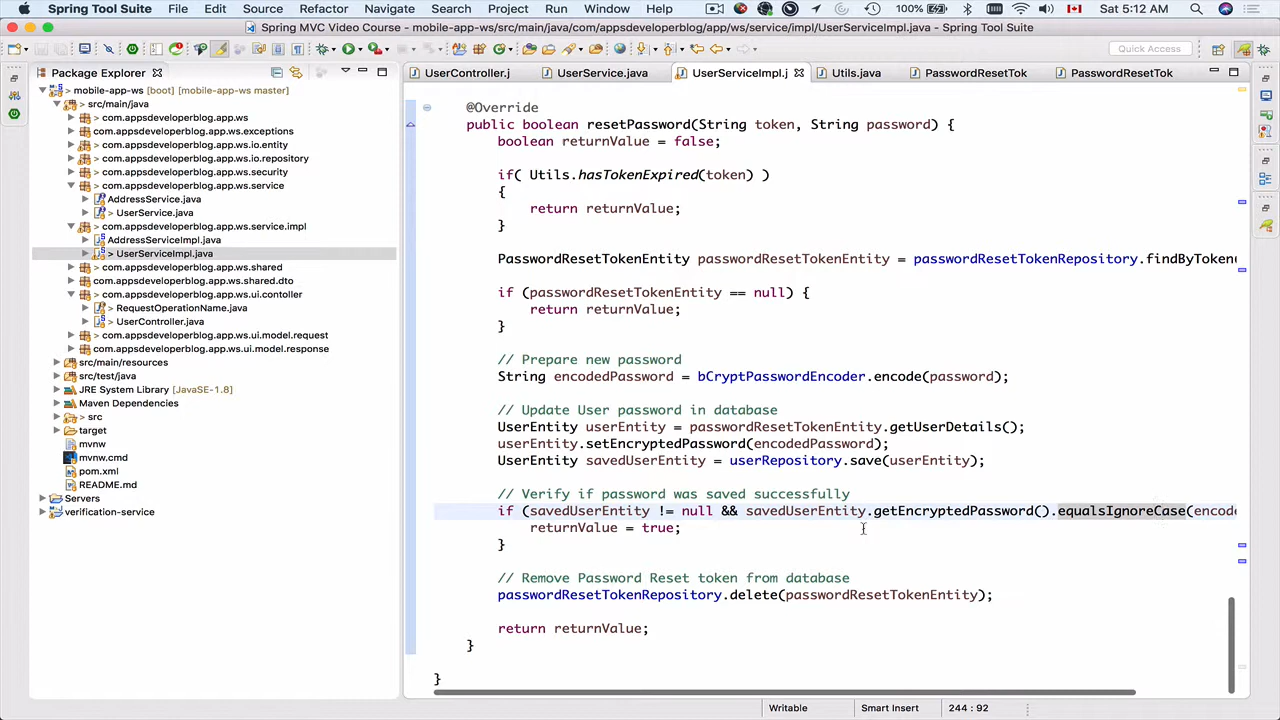 Spring Tool Suite File Edit Source Refactor Navigate Search Project Run Window Help 100% Sat 5:12 AM
Spring MVC Video Course - mobile-app-ws/src/main/java/com/appsdeveloperblog/app/ws/service/impl/UserServiceImpl.java - Spring Tool Suite
Quick Access
Package Explorer
UserController.j
UserService.java
UserServiceImpl.j
Utils.java
PasswordResetTok
PasswordResetTok
> mobile-app-ws [boot] [mobile-app-ws master]
> src/main/java
> com.appsdeveloperblog.app.ws
com.appsdeveloperblog.app.ws.exceptions
> com.appsdeveloperblog.app.ws.io.entity
> com.appsdeveloperblog.app.ws.io.repository
> com.appsdeveloperblog.app.ws.security
> com.appsdeveloperblog.app.ws.service
AddressService.java
> UserService.java
> com.appsdeveloperblog.app.ws.service.impl
AddressServiceImpl.java
> UserServiceImpl.java
> com.appsdeveloperblog.app.ws.shared
com.appsdeveloperblog.app.ws.shared.dto
> com.appsdeveloperblog.app.ws.ui.contoller
> RequestOperationName.java
> UserController.java
> com.appsdeveloperblog.app.ws.ui.model.request
com.appsdeveloperblog.app.ws.ui.model.response
src/main/resources
src/test/java
JRE System Library [JavaSE-1.8]
Maven Dependencies
> src
target
mvnw
mvnw.cmd
pom.xml
README.md
Servers
verification-service
@Override
public boolean resetPassword(String token, String password) {
boolean returnValue = false;
if( Utils.hasTokenExpired(token) )
{
return returnValue;
}
PasswordResetTokenEntity passwordResetTokenEntity = passwordResetTokenRepository.findByToken(
if (passwordResetTokenEntity == null) {
return returnValue;
}
// Prepare new password
String encodedPassword = bCryptPasswordEncoder.encode(password);
// Update User password in database
UserEntity userEntity = passwordResetTokenEntity.getUserDetails();
userEntity.setEncryptedPassword(encodedPassword);
UserEntity savedUserEntity = userRepository.save(userEntity);
// Verify if password was saved successfully
if (savedUserEntity != null && savedUserEntity.getEncryptedPassword().equalsIgnoreCase(encode
returnValue = true;
}
// Remove Password Reset token from database
passwordResetTokenRepository.delete(passwordResetTokenEntity);
return returnValue;
}
}
Writable
Smart Insert
244 : 92